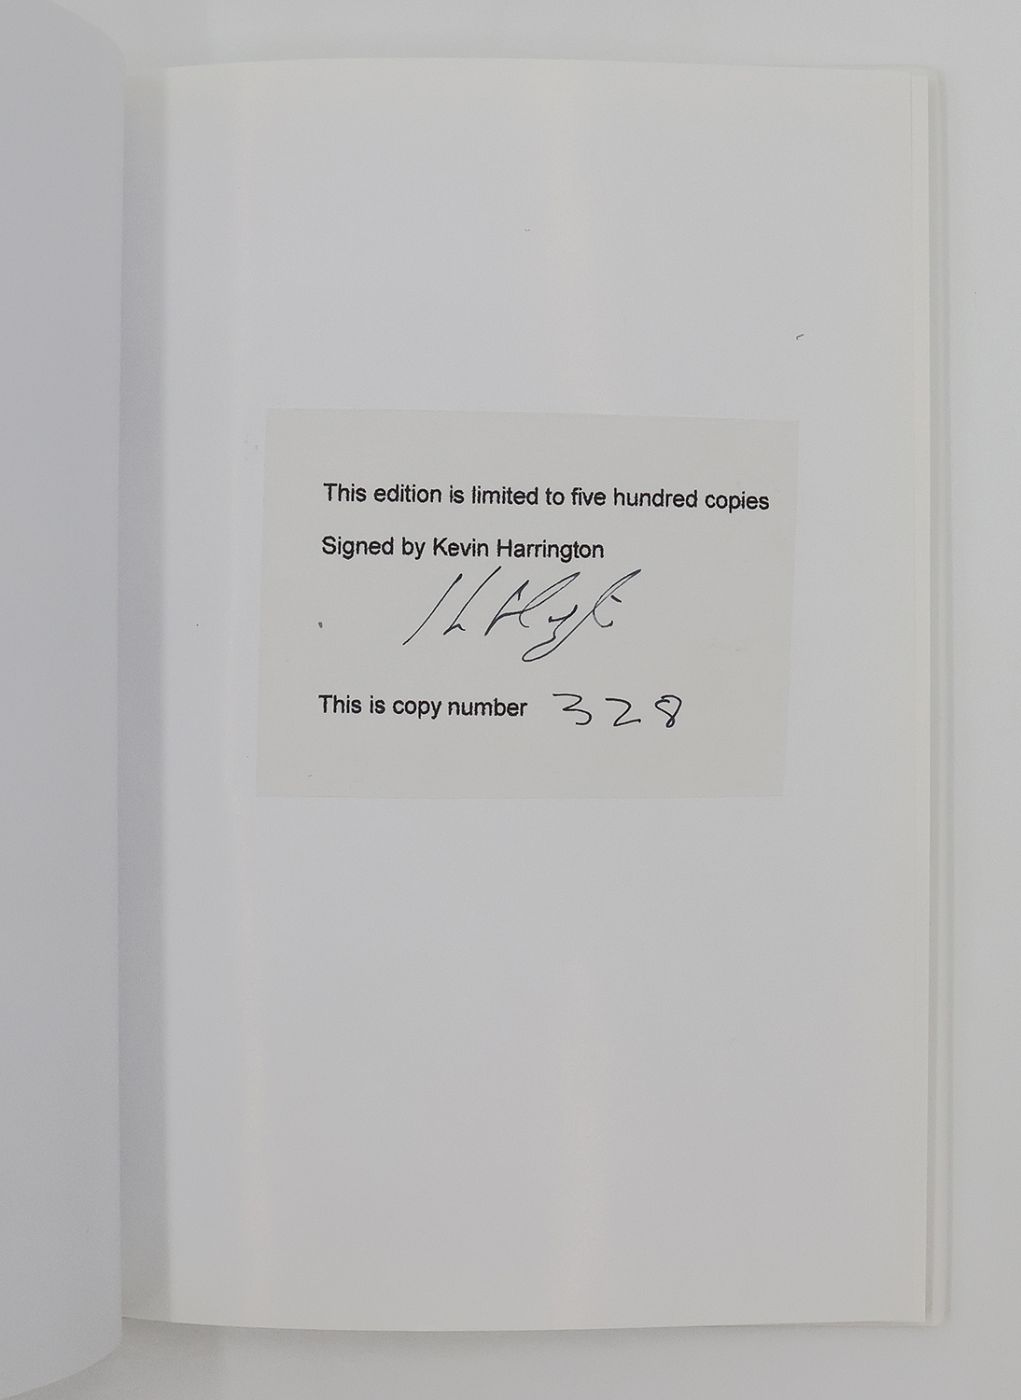 This edition is limited to five hundred copies
Signed by Kevin Harrington
This is copy number 328